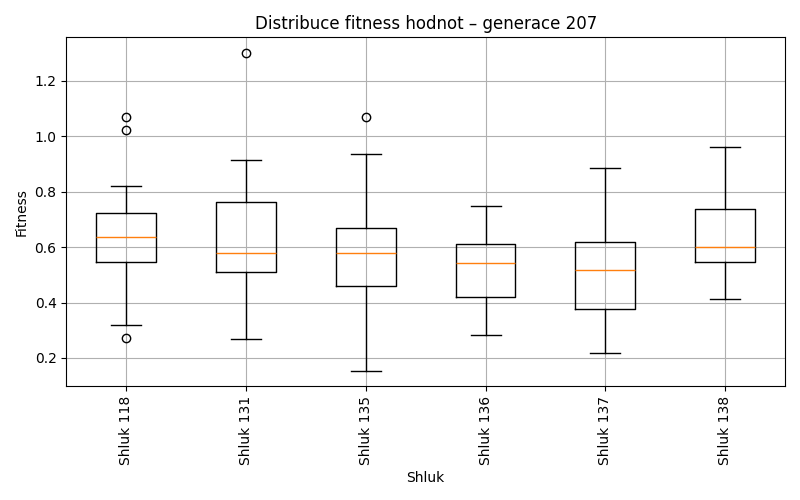 Distribuce fitness hodnot – generace 207
Fitness
1.2
1.0
0.8
0.6
0.4
0.2
Shluk 118
Shluk 131
Shluk 135
Shluk 136
Shluk 137
Shluk 138
Shluk